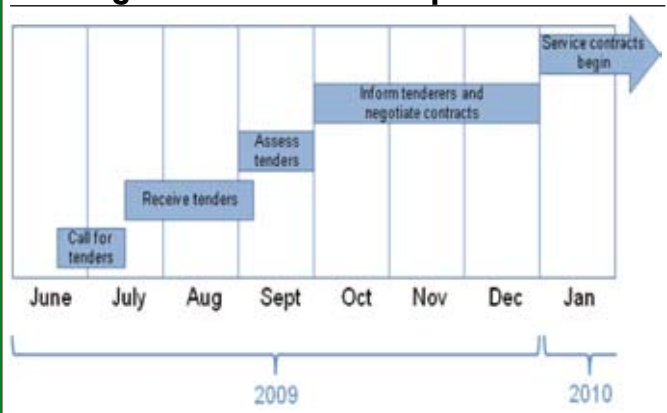 Service contracts
begin
Inform tenderers and
negotiate contracts
Assess
tenders
Receive tenders
Call for
tenders
June July Aug Sept Oct Nov Dec Jan
2009 2010